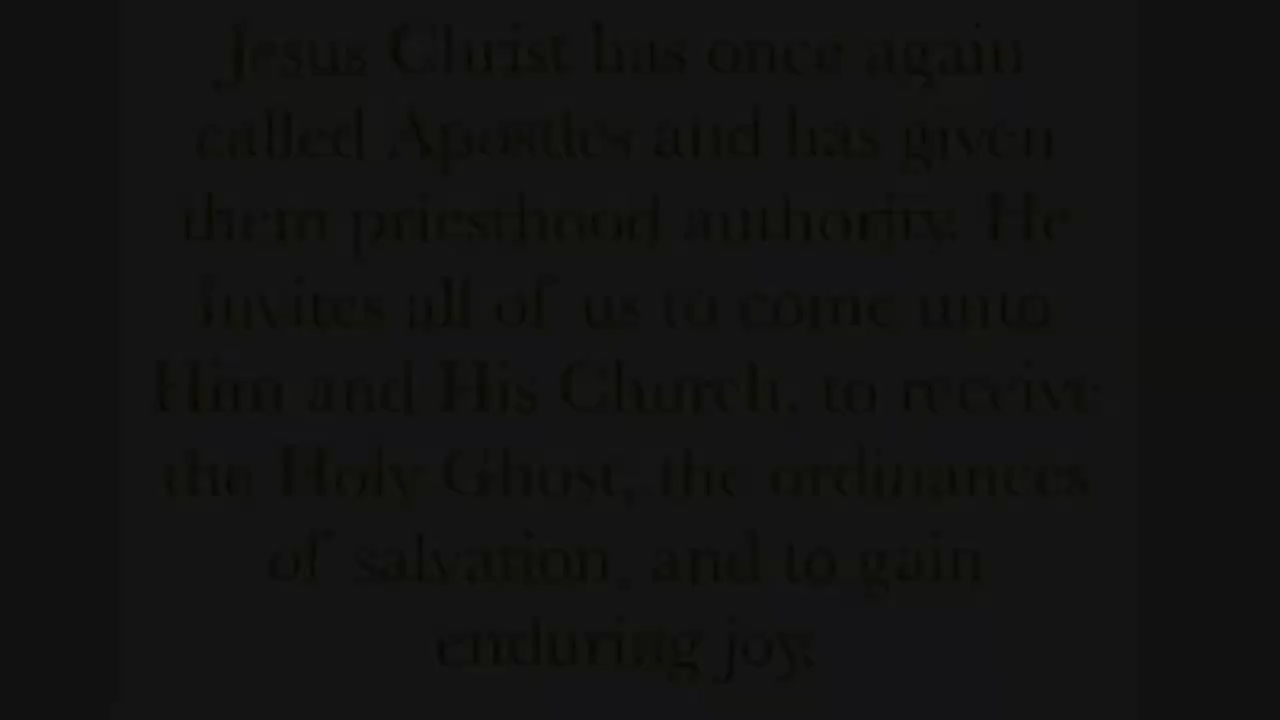 Jesus Christ has once again
called Apostles and has given
them priesthood authority. He
invites all of us to come unto
Him and His Church, to receive
the Holy Ghost, the ordinances
of salvation, and to gain
enduring joy.